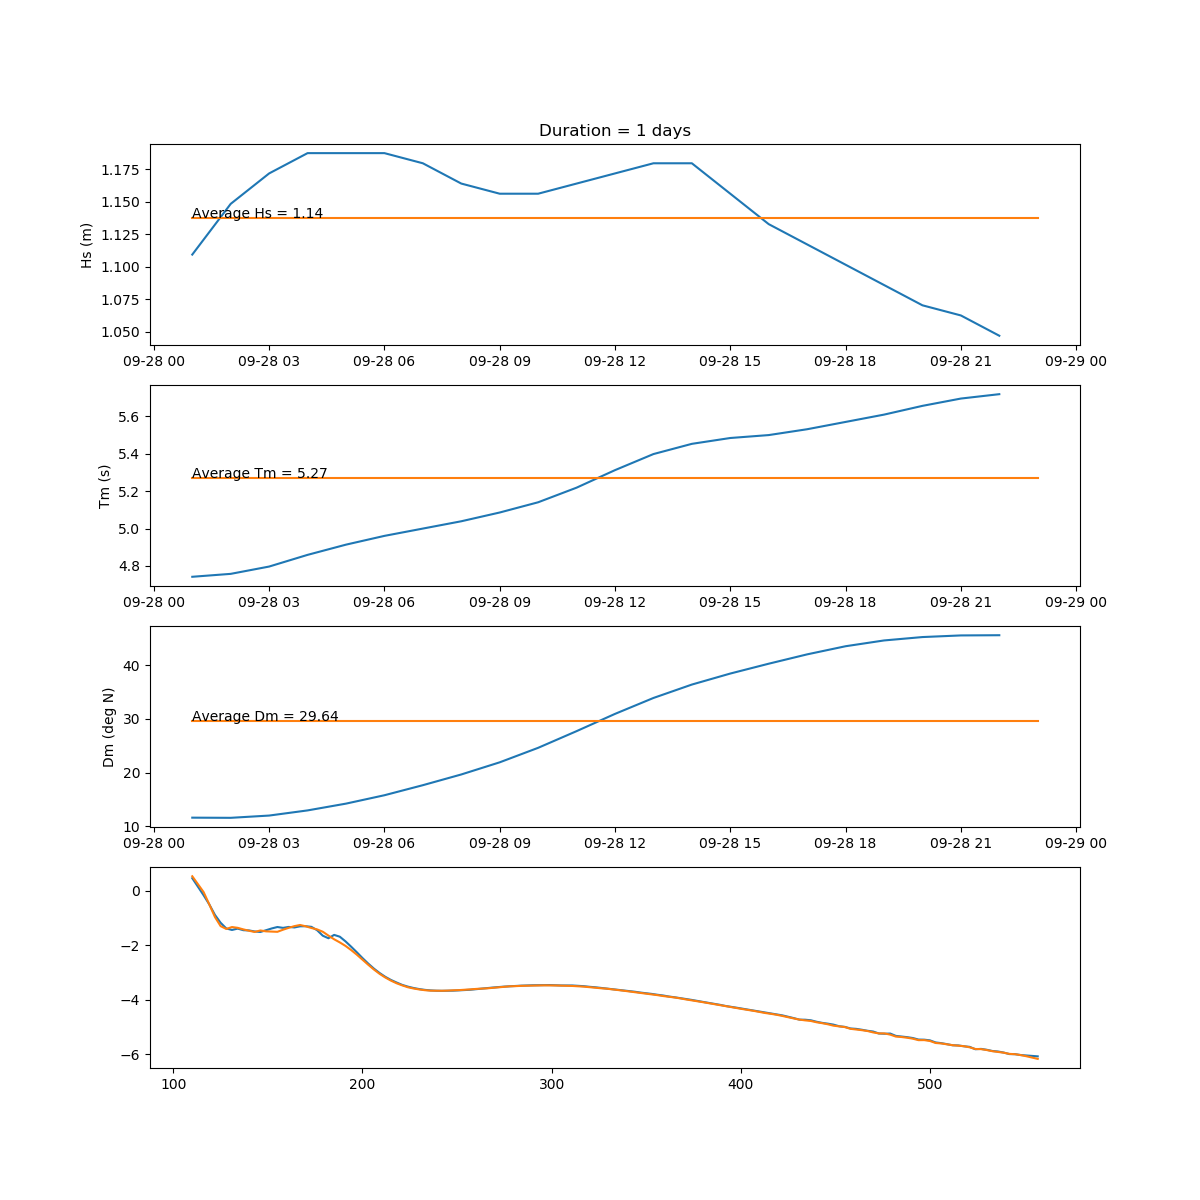 Duration = 1 days
Hs (m)
1.175
1.150
1.125
1.100
1.075
1.050
Average Hs = 1.14
09-28 00 09-28 03 09-28 06 09-28 09 09-28 12 09-28 15 09-28 18 09-28 21 09-29 00
Tm (s)
5.6
5.4
5.2
5.0
4.8
Average Tm = 5.27
09-28 00 09-28 03 09-28 06 09-28 09 09-28 12 09-28 15 09-28 18 09-28 21 09-29 00
Dm (deg N)
40
30
20
10
Average Dm = 29.64
09-28 00 09-28 03 09-28 06 09-28 09 09-28 12 09-28 15 09-28 18 09-28 21 09-29 00
0
−2
−4
−6
100 200 300 400 500